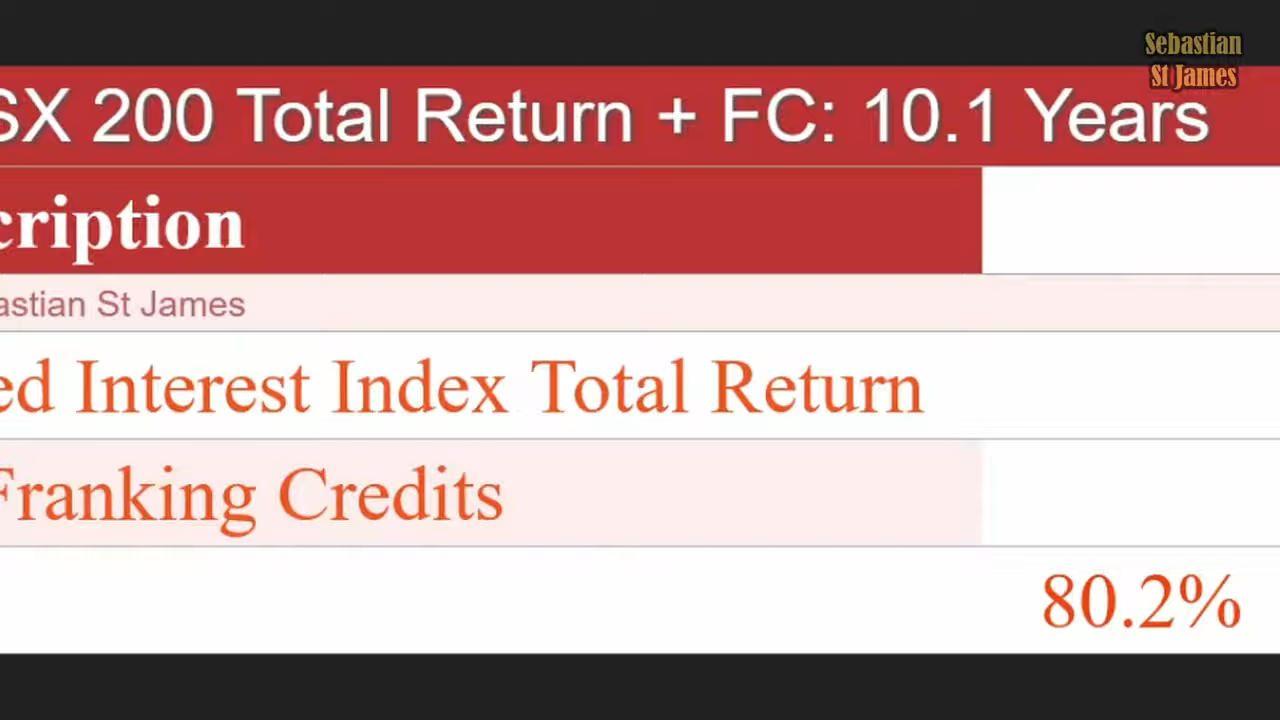 Sebastian
St James
SX 200 Total Return + FC: 10.1 Years
cription
astian St James
ed Interest Index Total Return
Franking Credits
80.2%